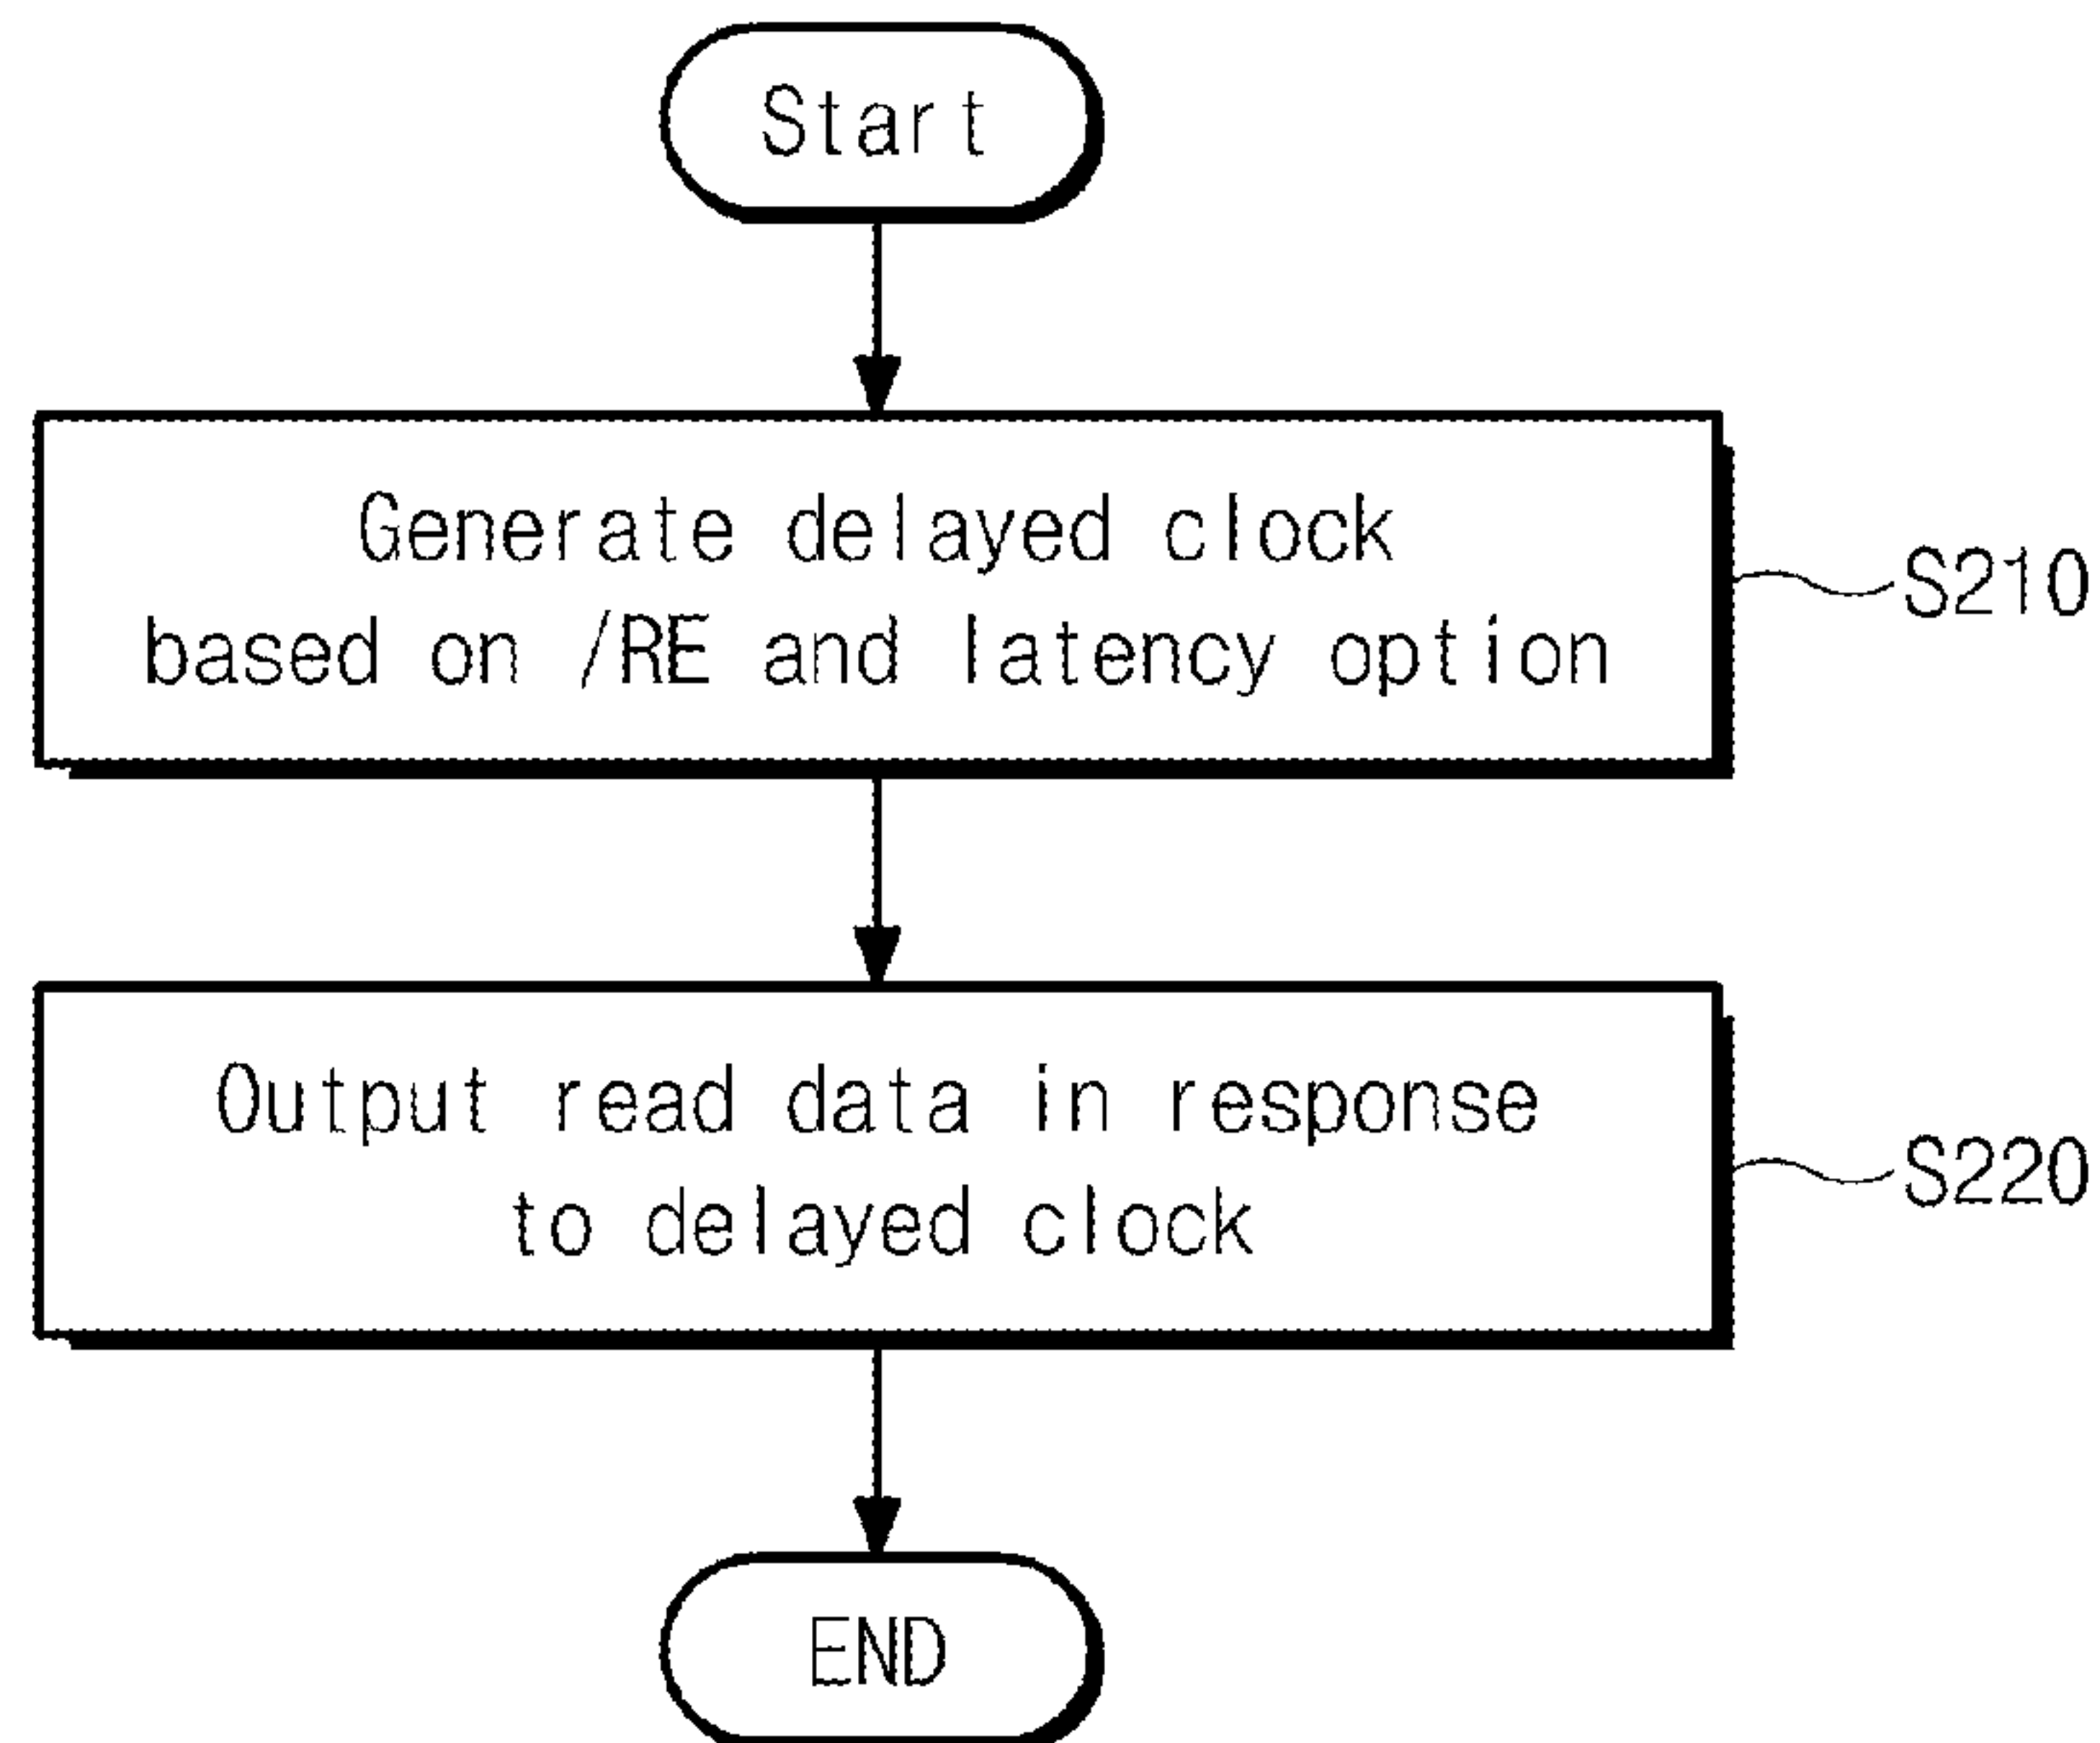 Start
Generate delayed clock
based on /RE and latency option
S210
Output read data in response
to delayed clock
S220
END